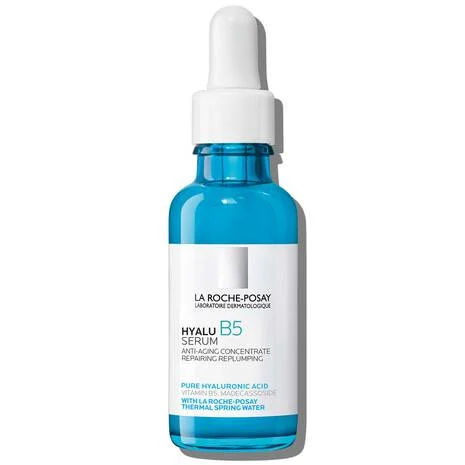 LA ROCHE-POSAY
LABORATOIRE DERMATOLOGIQUE
HYALU B5
SERUM
ANTI-AGING CONCENTRATE
REPAIRING REPLUMPING
PURE HYALURONIC ACID
VITAMIN B5. MADECASSOSIDE
WITH LA ROCHE-POSAY
THERMAL SPRING WATER